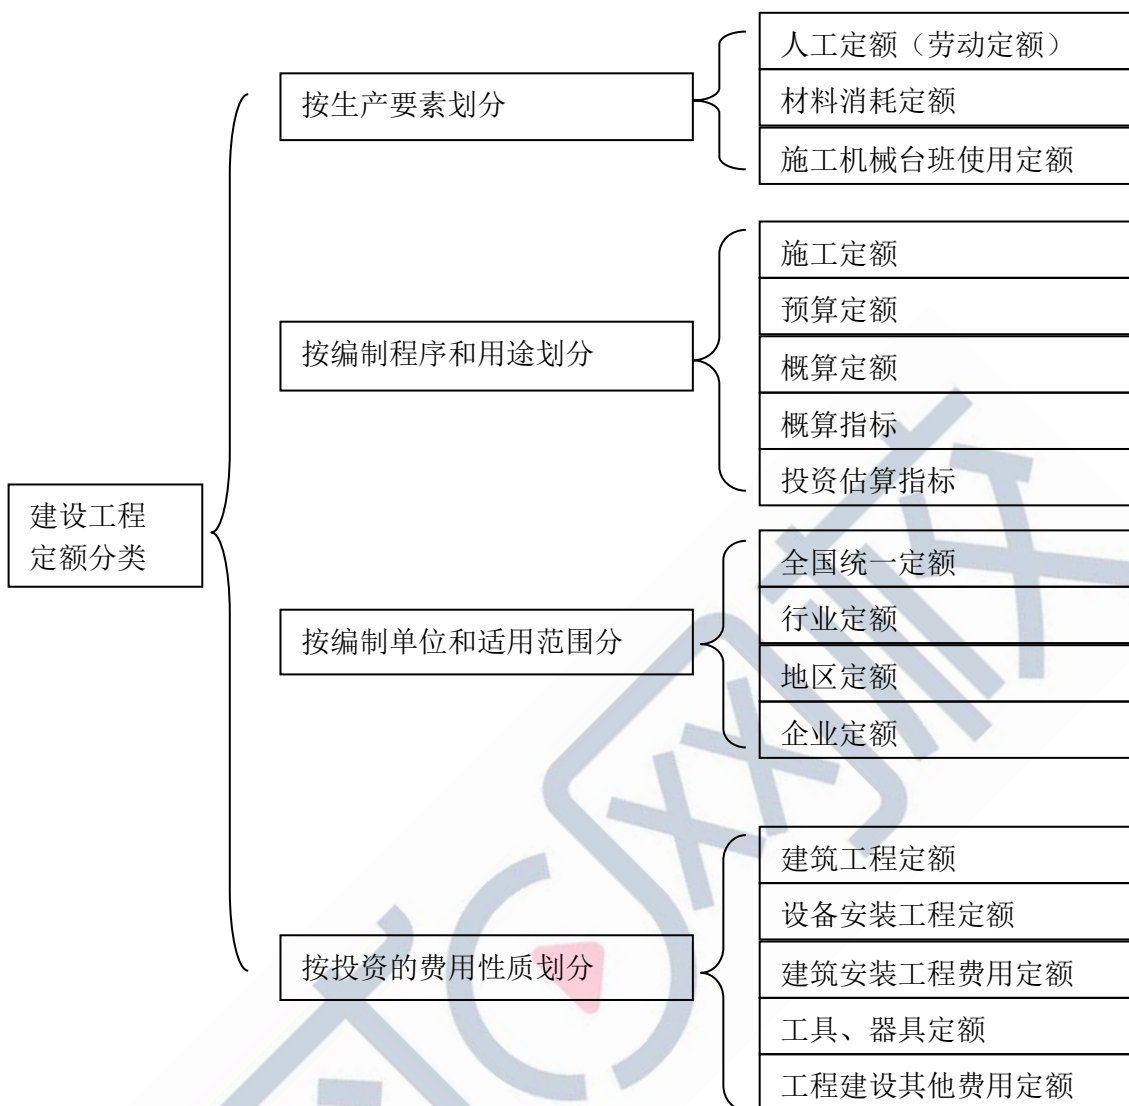 建设工程
定额分类
按生产要素划分
人工定额（劳动定额）
材料消耗定额
施工机械台班使用定额
按编制程序和用途划分
施工定额
预算定额
概算定额
概算指标
投资估算指标
按编制单位和适用范围分
全国统一定额
行业定额
地区定额
企业定额
按投资的费用性质划分
建筑工程定额
设备安装工程定额
建筑安装工程费用定额
工具、器具定额
工程建设其他费用定额
网校